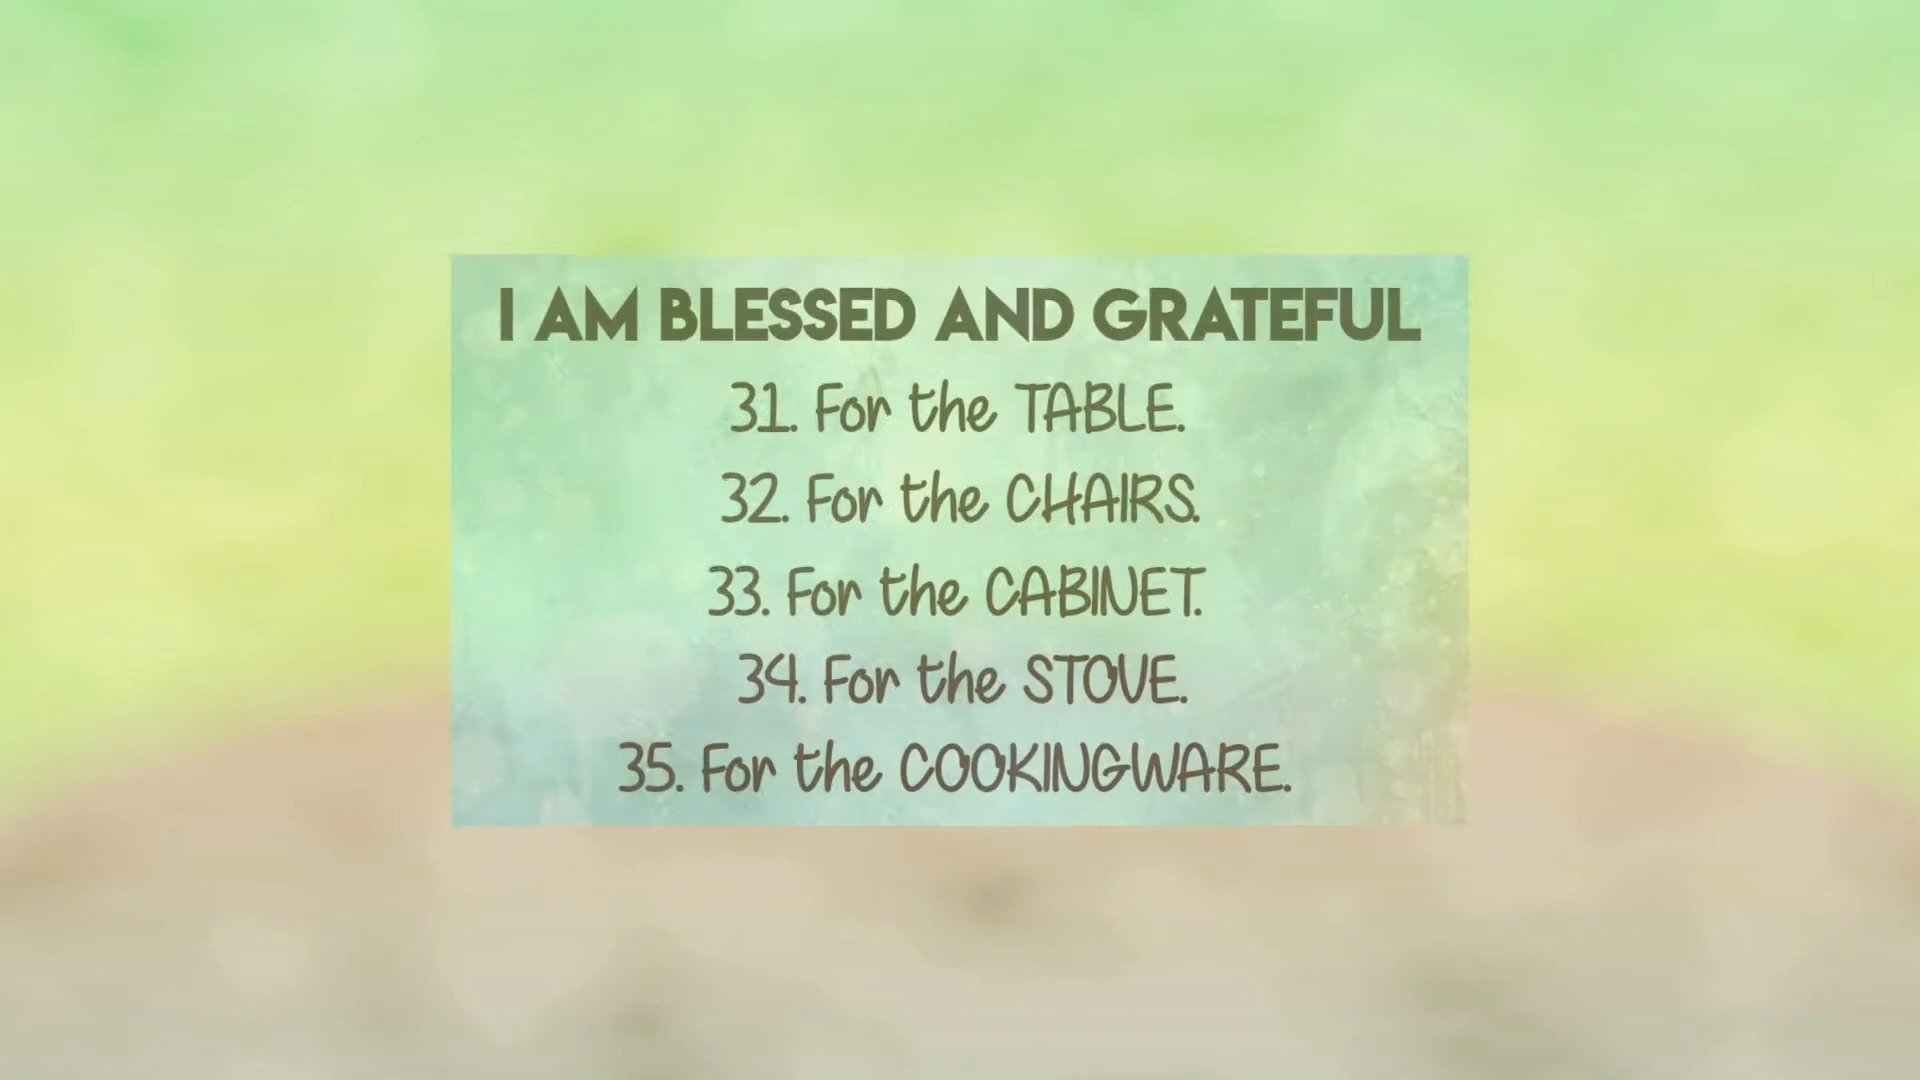 I AM BLESSED AND GRATEFUL
31. For the TABLE.
32. For the CHAIRS.
33. For the CABINET.
34. For the STOVE.
35. For the COOKINGWARE.